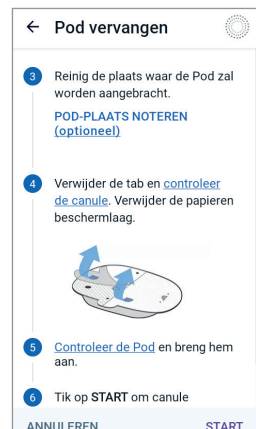 ← Pod vervangen
3 Reinig de plaats waar de Pod zal
worden aangebracht.
POD-PLAATS NOTEREN
(optioneel)
4 Verwijder de tab en controleer
de canule. Verwijder de papieren
beschermlaag.
5 Controleer de Pod en breng hem
aan.
6 Tik op START om canule
ANNULEREN START